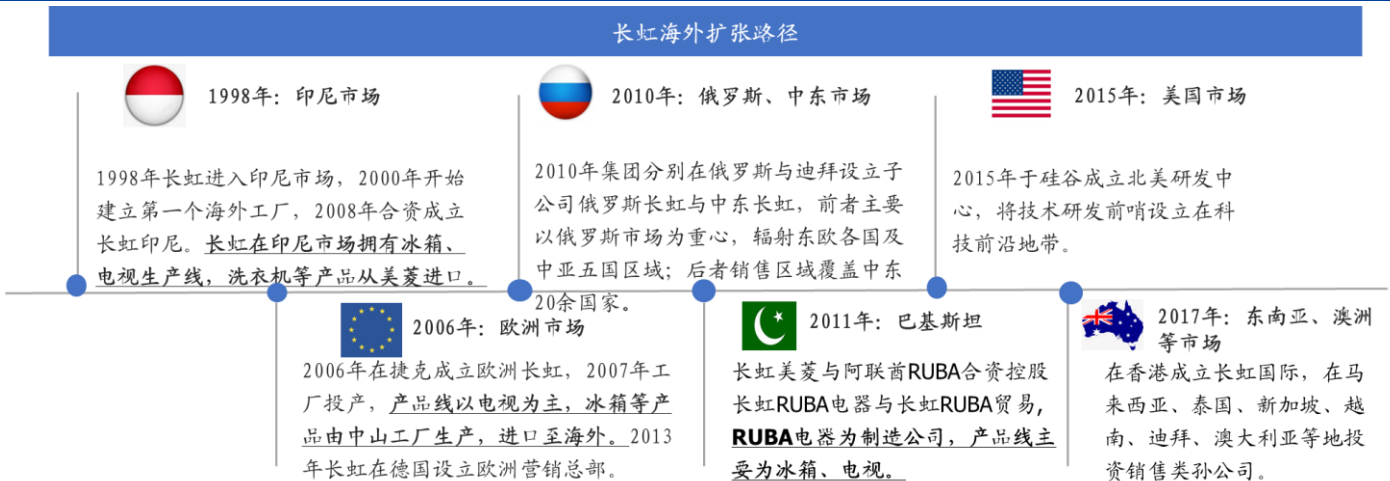 长虹海外扩张路径
1998年：印尼市场
1998年长虹进入印尼市场，2000年开始
建立第一个海外工厂，2008年合资成立
长虹印尼。长虹在印尼市场拥有冰箱、
电视生产线，洗衣机等产品从美菱进口。
2006年：欧洲市场
2006年在捷克成立欧洲长虹，2007年工
厂投产，产品线以电视为主，冰箱等产
品由中山工厂生产，进口至海外。2013
年长虹在德国设立欧洲营销总部。
2010年：俄罗斯、中东市场
2010年集团分别在俄罗斯与迪拜设立子
公司俄罗斯长虹与中东长虹，前者主要
以俄罗斯市场为重心，辐射东欧各国及
中亚五国区域；后者销售区域覆盖中东
20余国家。
2011年：巴基斯坦
长虹美菱与阿联酋RUBA合资控股
长虹RUBA电器与长虹RUBA贸易，
RUBA电器为制造公司，产品线主
要为冰箱、电视。
2015年：美国市场
2015年于硅谷成立北美研发中
心，将技术研发前哨设立在科
技前沿地带。
2017年：东南亚、澳洲
等市场
在香港成立长虹国际，在马
来西亚、泰国、新加坡、越
南、迪拜、澳大利亚等地投
资销售类孙公司。